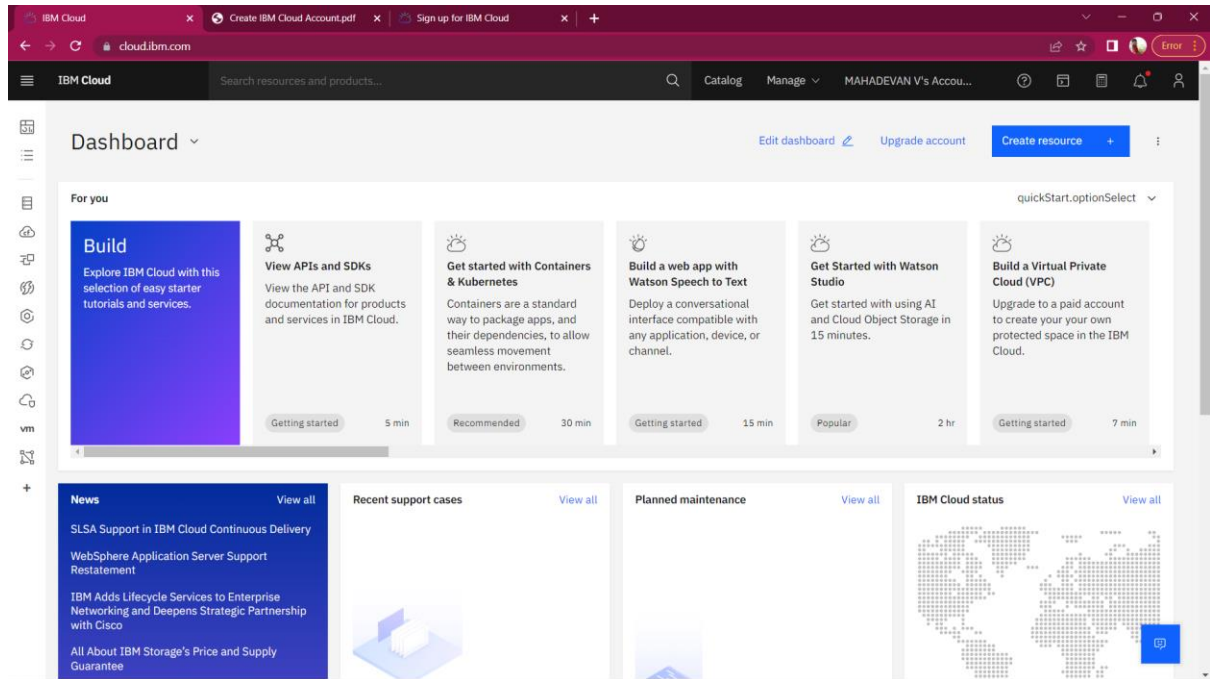 IBM Cloud
Create IBM Cloud Account.pdf
Sign up for IBM Cloud
cloud.ibm.com
Error
IBM Cloud
Search resources and products...
Catalog
Manage
MAHADEVAN V's Accou...
Dashboard
Edit dashboard
Upgrade account
Create resource +
For you
quickStart.optionSelect
Build
Explore IBM Cloud with this
selection of easy starter
tutorials and services.
View APIs and SDKs
View the API and SDK
documentation for products
and services in IBM Cloud.
Getting started
5 min
Get started with Containers
& Kubernetes
Containers are a standard
way to package apps, and
their dependencies, to allow
seamless movement
between environments.
Recommended
30 min
Build a web app with
Watson Speech to Text
Deploy a conversational
interface compatible with
any application, device, or
channel.
Getting started
15 min
Get Started with Watson
Studio
Get started with using AI
and Cloud Object Storage in
15 minutes.
Popular
2 hr
Build a Virtual Private
Cloud (VPC)
Upgrade to a paid account
to create your your own
protected space in the IBM
Cloud.
Getting started
7 min
vm
News
View all
SLSA Support in IBM Cloud Continuous Delivery
WebSphere Application Server Support
Restatement
IBM Adds Lifecycle Services to Enterprise
Networking and Deepens Strategic Partnership
with Cisco
All About IBM Storage's Price and Supply
Guarantee
Recent support cases
View all
Planned maintenance
View all
IBM Cloud status
View all